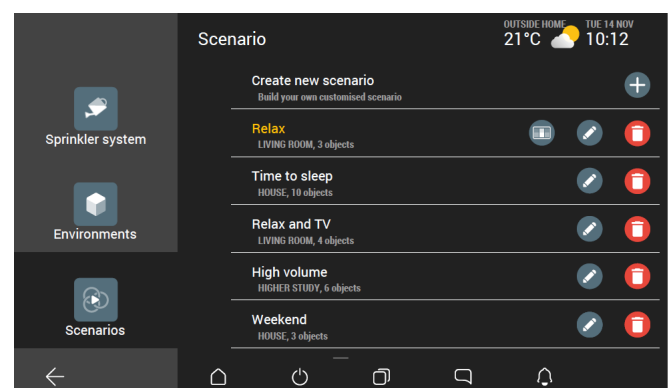 Scenario
OUTSIDE HOME
TUE 14 NOV
21°C
10:12
Create new scenario
Build your own customised scenario
Relax
LIVING ROOM, 3 objects
Time to sleep
HOUSE, 10 objects
Relax and TV
LIVING ROOM, 4 objects
High volume
HIGHER STUDY, 6 objects
Weekend
HOUSE, 3 objects
Sprinkler system
Environments
Scenarios